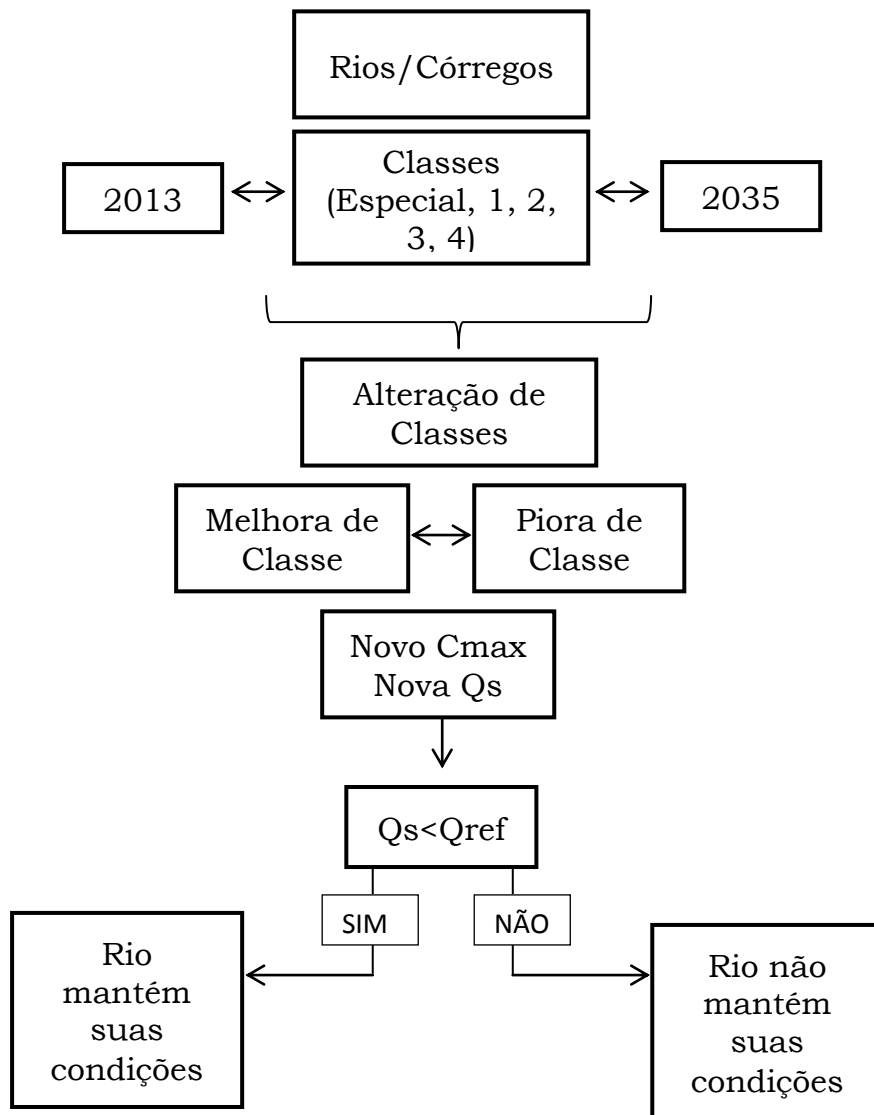 Rios/Córregos
2013
Classes
(Especial, 1, 2,
3, 4)
2035
Alteração de
Classes
Melhora de
Classe
Piora de
Classe
Novo Cmax
Nova Qs
Qs<Qref
SIM
NÃO
Rio
mantém
suas
condições
Rio não
mantém
suas
condições